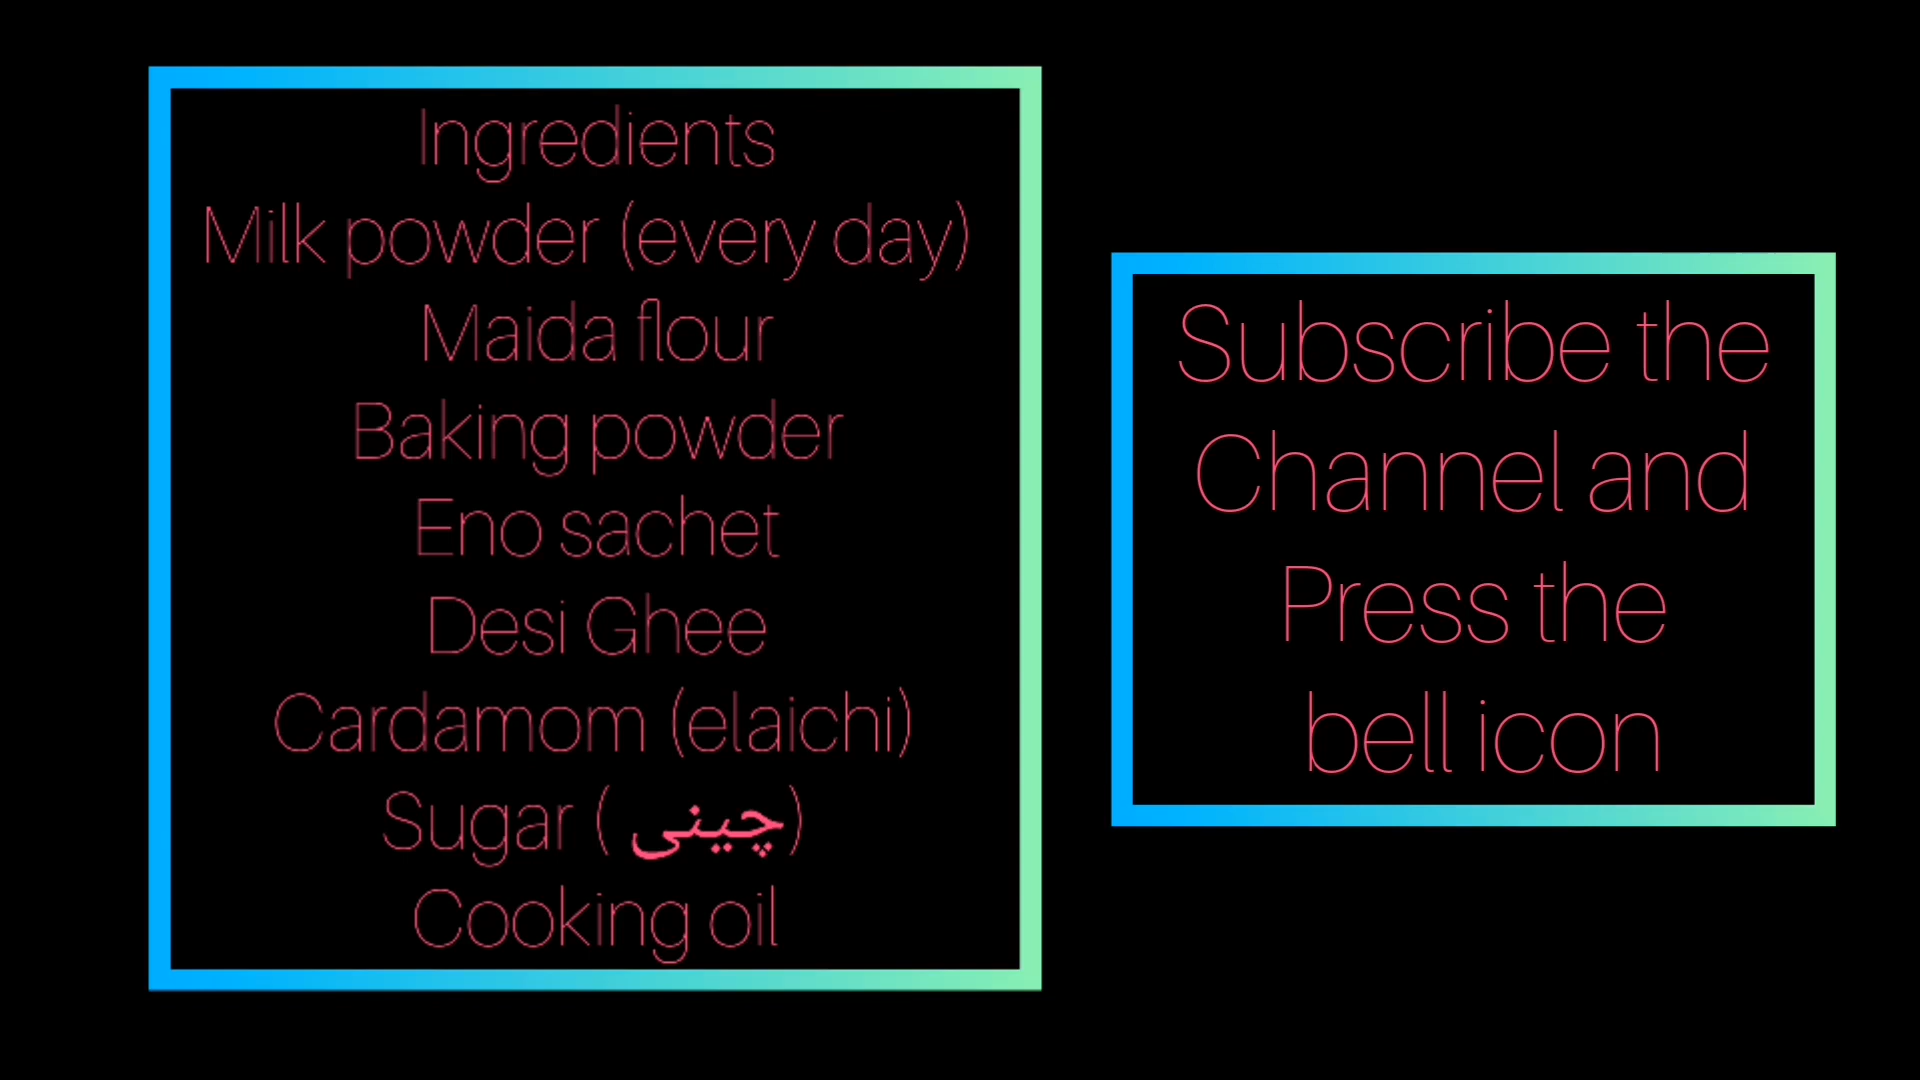 Ingredients
Milk powder (every day)
Maida flour
Baking powder
Eno sachet
Desi Ghee
Cardamom (elaichi)
Sugar ( چینی)
Cooking oil
Subscribe the
Channel and
Press the
bell icon